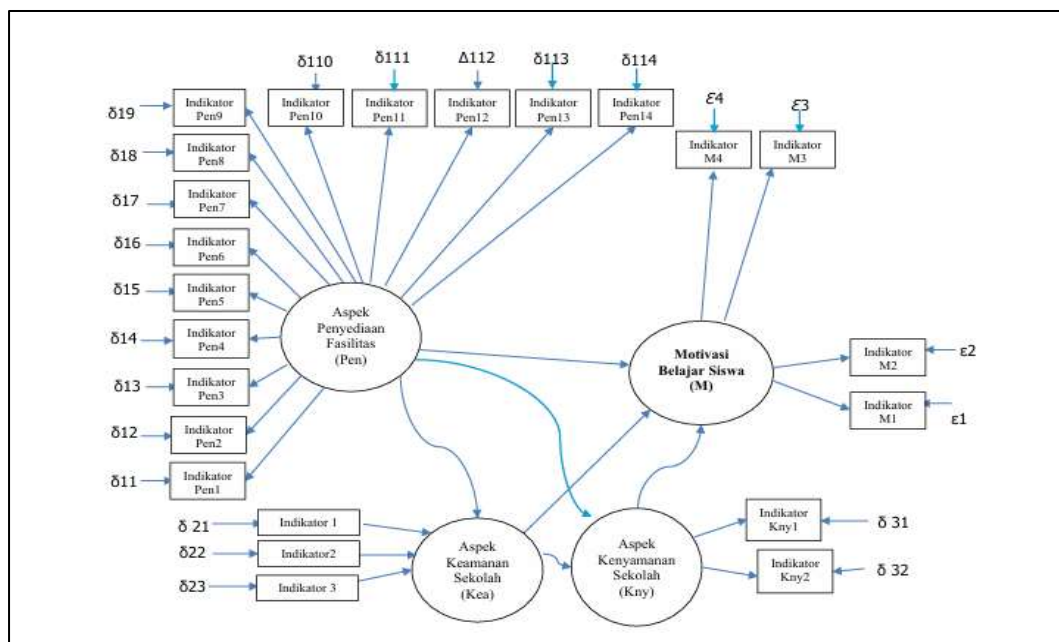 δ110
δ111
Δ112
δ113
δ114
Indikator
Pen10
Indikator
Pen11
Indikator
Pen12
Indikator
Pen13
Indikator
Pen14
ε4
ε3
Indikator
M4
Indikator
M3
δ19
Indikator
Pen9
δ18
Indikator
Pen8
δ17
Indikator
Pen7
δ16
Indikator
Pen6
δ15
Indikator
Pen5
δ14
Indikator
Pen4
δ13
Indikator
Pen3
δ12
Indikator
Pen2
δ11
Indikator
Pen1
Aspek
Penyediaan
Fasilitas
(Pen)
Motivasi
Belajar Siswa
(M)
Indikator
M2
ε2
Indikator
M1
ε1
δ 21
Indikator 1
δ22
Indikator2
δ23
Indikator 3
Aspek
Keamanan
Sekolah
(Kea)
Aspek
Kenyamanan
Sekolah
(Kny)
Indikator
Kny1
δ 31
Indikator
Kny2
δ 32